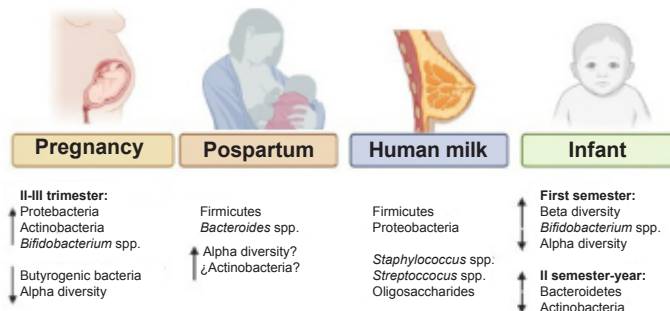 Pregnancy
II-III trimester:
Protebacteria
Actinobacteria
Bifidobacterium spp.
Butyrogenic bacteria
Alpha diversity
Pospartum
Firmicutes
Bacteroides spp.
Alpha diversity?
¿Actinobacteria?
Human milk
Firmicutes
Proteobacteria
Staphylococcus spp.
Streptoccocus spp.
Oligosaccharides
Infant
First semester:
Beta diversity
Bifidobacterium spp.
Alpha diversity
II semester-year:
Bacteroidetes
Actinobacteria